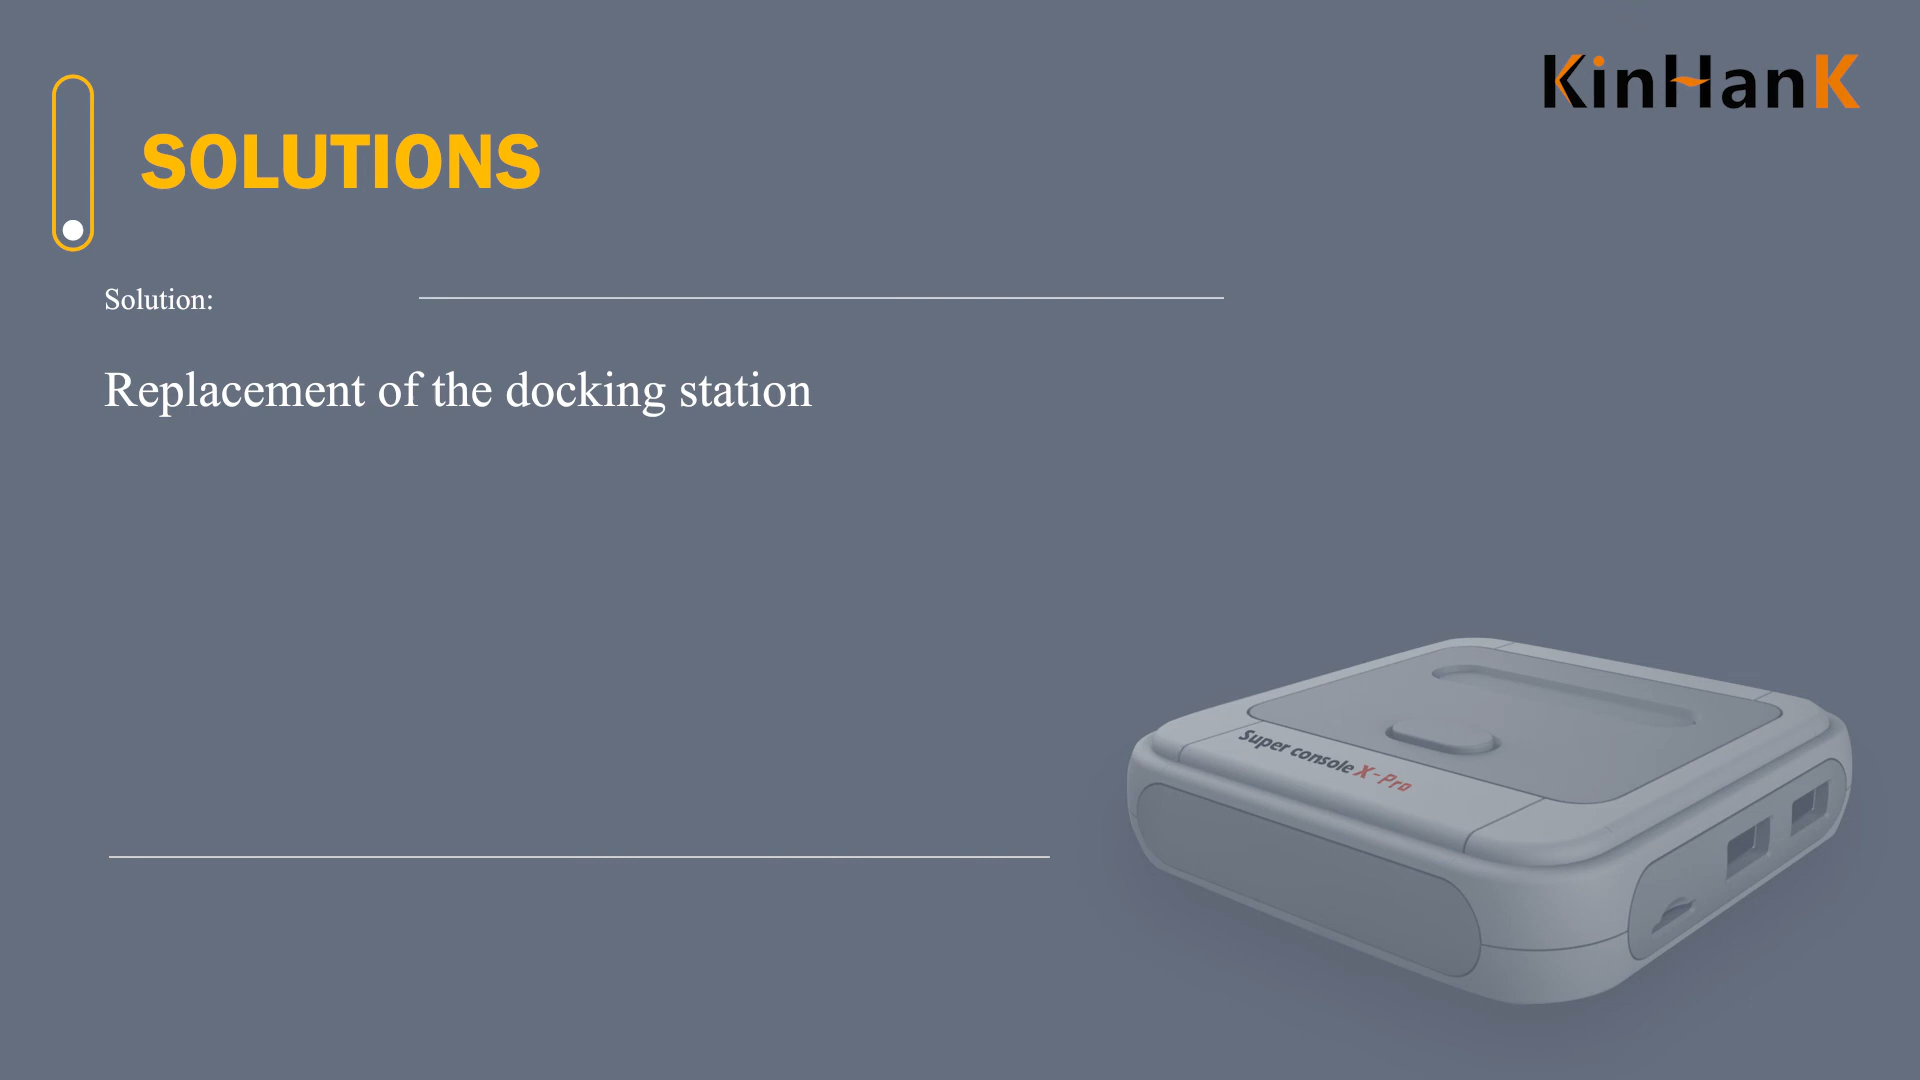 KinHanK
SOLUTIONS
Solution:
Replacement of the docking station
Super console X-Pro